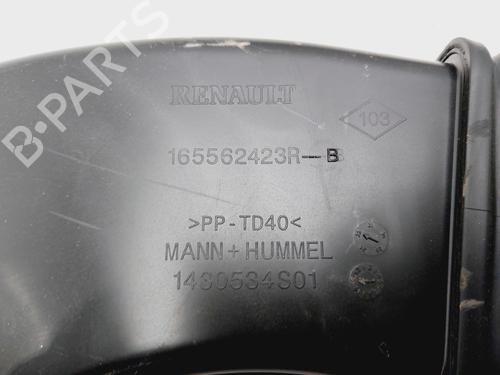 RENAULT
103
165562423R-B
>PP-TD40<
MANN+HUMMEL
1430534S01
B-PARTS